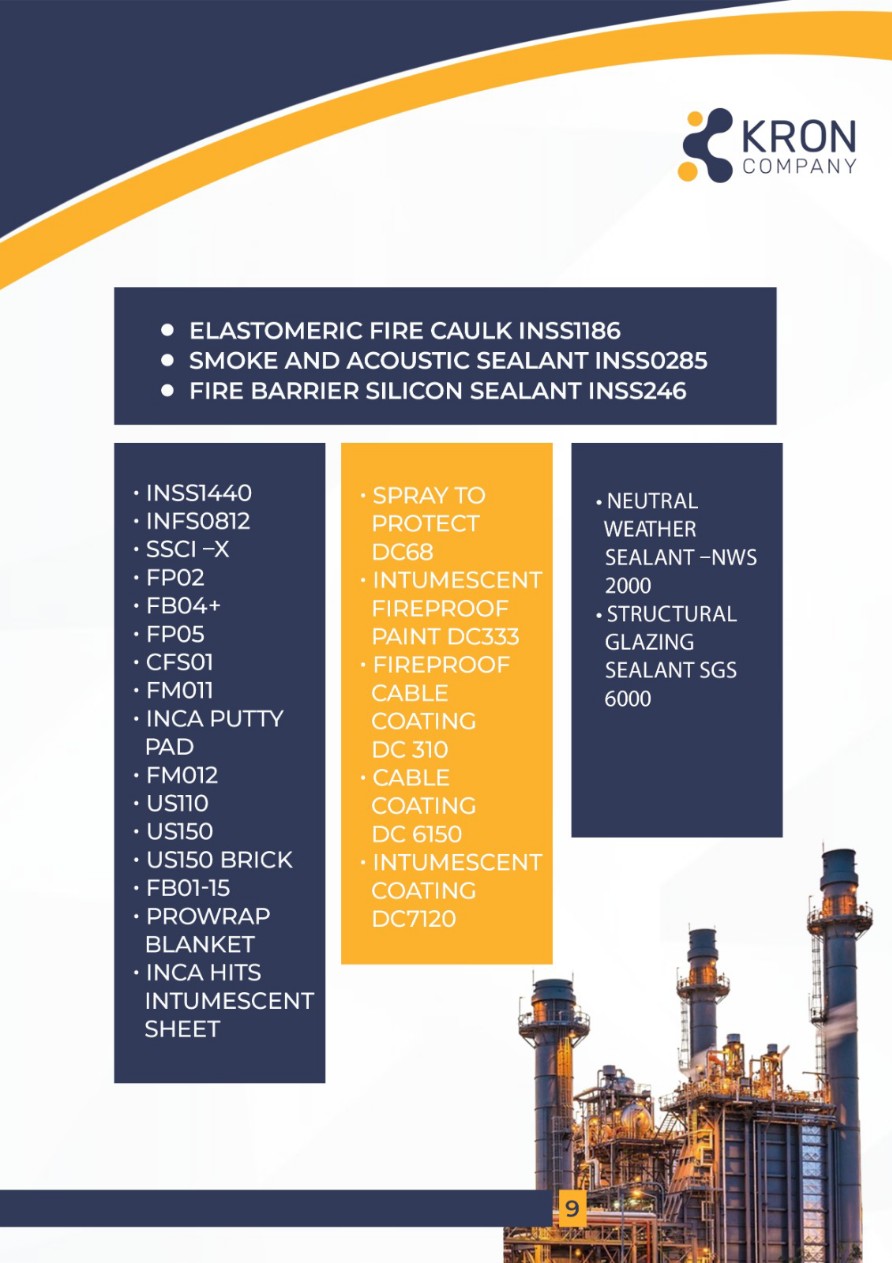 KRON
COMPANY
● ELASTOMERIC FIRE CAULK INSS1186
● SMOKE AND ACOUSTIC SEALANT INSS0285
● FIRE BARRIER SILICON SEALANT INSS246
· INSS1440
· INFS0812
· SSCI –X
· FP02
· FB04+
· FP05
· CFS01
· FM011
· INCA PUTTY
PAD
· FM012
· US110
· US150
· US150 BRICK
· FB01-15
· PROWRAP
BLANKET
· INCA HITS
INTUMESCENT
SHEET
· SPRAY TO
PROTECT
DC68
· INTUMESCENT
FIREPROOF
PAINT DC333
· FIREPROOF
CABLE
COATING
DC 310
· CABLE
COATING
DC 6150
· INTUMESCENT
COATING
DC7120
• NEUTRAL
WEATHER
SEALANT –NWS
2000
• STRUCTURAL
GLAZING
SEALANT SGS
6000
9